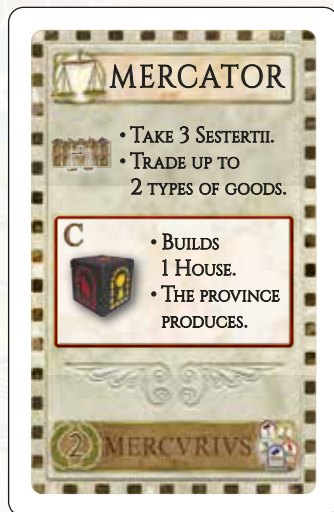 MERCATOR
• TAKE 3 SESTERTII.
• TRADE UP TO
2 TYPES OF GOODS.
C
• BUILDS
1 HOUSE.
• THE PROVINCE
PRODUCES.
2 MERCVRIVS